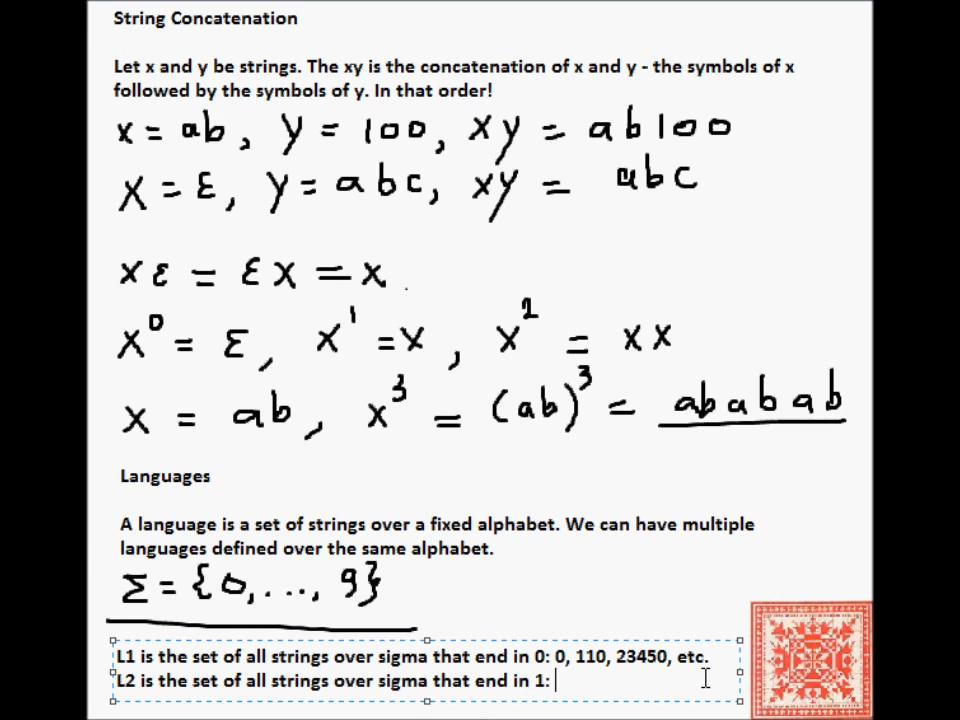 String Concatenation
Let x and y be strings. The xy is the concatenation of x and y - the symbols of x
followed by the symbols of y. In that order!
x = ab, y = 100, xy = ab100
x = ε, y = abc, xy = abc
xε = εx = x
x⁰ = ε, x¹ = x, x² = xx
x = ab, x³ = (ab)³ = ababab
Languages
A language is a set of strings over a fixed alphabet. We can have multiple
languages defined over the same alphabet.
Σ = {0, ..., 9}
L1 is the set of all strings over sigma that end in 0: 0, 110, 23450, etc.
L2 is the set of all strings over sigma that end in 1: